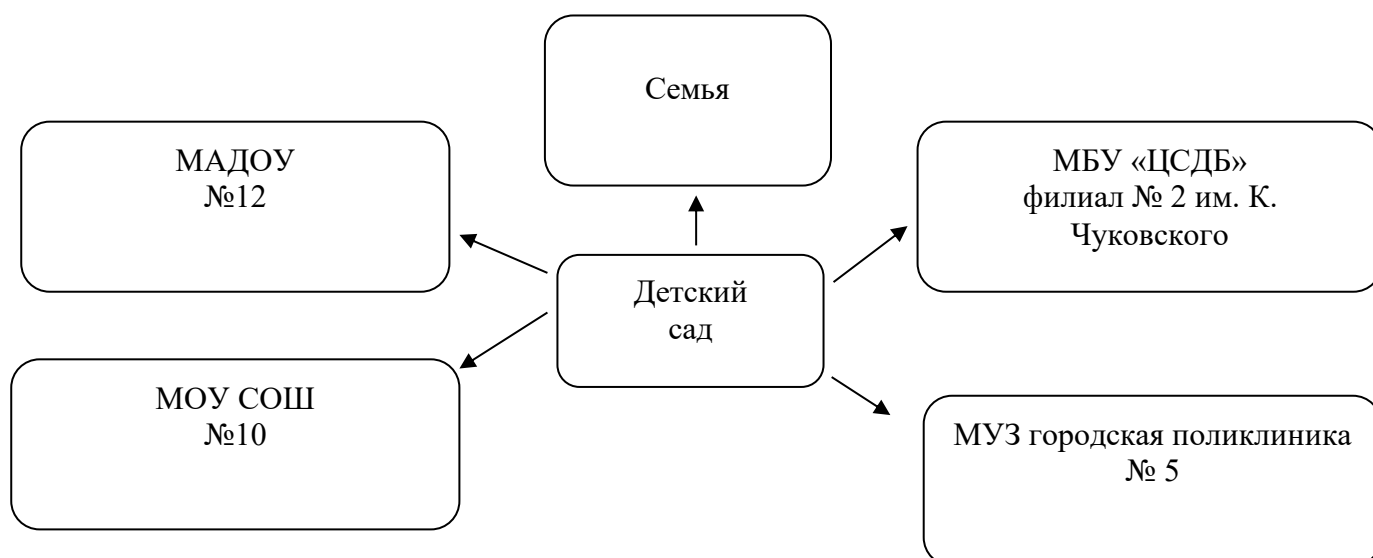 Семья
МАДОУ
№12
МБУ «ЦСДБ»
филиал № 2 им. К.
Чуковского
Детский
сад
МОУ СОШ
№10
МУЗ городская поликлиника
№ 5